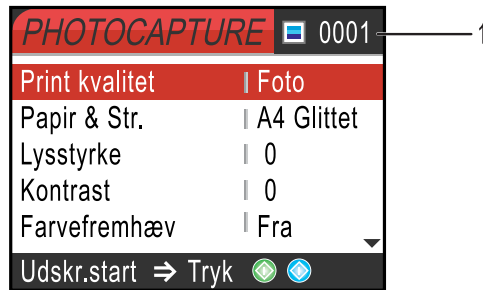 PHOTOCAPTURE 0001 1
Print kvalitet Foto
Papir & Str. A4 Glittet
Lysstyrke 0
Kontrast 0
Farvefremhæv Fra
Udskr.start ⇒ Tryk